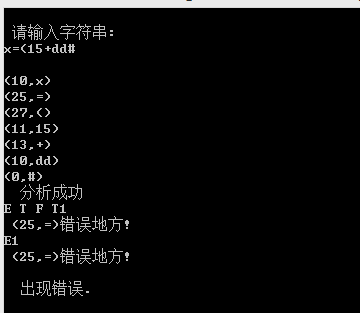 请输入字符串:
x=(15+dd#
(10,x)
(25,=)
(27,()
(11,15)
(13,+)
(10,dd)
(0,#)
分析成功
E T F T1
(25,=)错误地方!
E1
(25,=)错误地方!
出现错误.